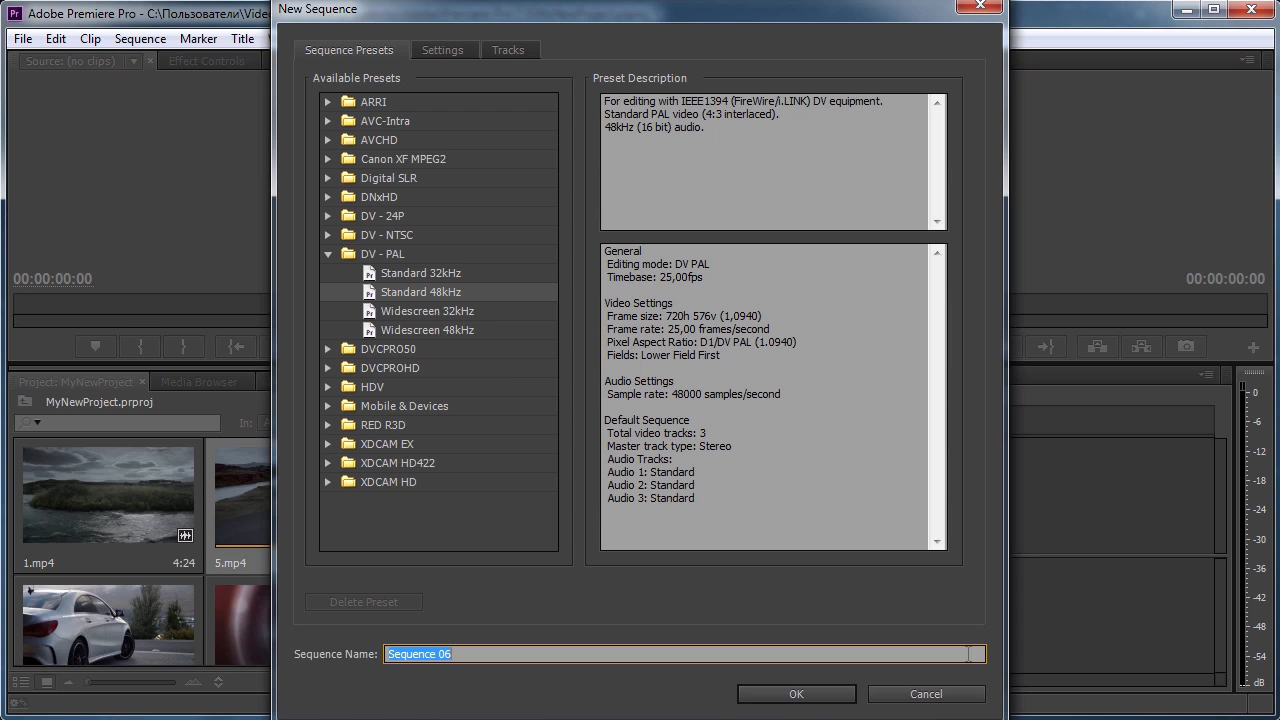 Adobe Premiere Pro - C:\Пользователи\Vide
New Sequence
File Edit Clip Sequence Marker Title
Source: (no clips)
Effect Controls
Sequence Presets
Settings
Tracks
Available Presets
ARRI
AVC-Intra
AVCHD
Canon XF MPEG2
Digital SLR
DNxHD
DV - 24P
DV - NTSC
DV - PAL
Standard 32kHz
Standard 48kHz
Widescreen 32kHz
Widescreen 48kHz
DVCPRO50
DVCPROHD
HDV
Mobile & Devices
RED R3D
XDCAM EX
XDCAM HD422
XDCAM HD
Preset Description
For editing with IEEE1394 (FireWire/i.LINK) DV equipment.
Standard PAL video (4:3 interlaced).
48kHz (16 bit) audio.
General
Editing mode: DV PAL
Timebase: 25,00fps
Video Settings
Frame size: 720h 576v (1,0940)
Frame rate: 25,00 frames/second
Pixel Aspect Ratio: D1/DV PAL (1.0940)
Fields: Lower Field First
Audio Settings
Sample rate: 48000 samples/second
Default Sequence
Total video tracks: 3
Master track type: Stereo
Audio Tracks:
Audio 1: Standard
Audio 2: Standard
Audio 3: Standard
Delete Preset
Sequence Name: Sequence 06
OK
Cancel
00:00:00:00
00:00:00:00
Project: MyNewProject
Media Browser
MyNewProject.prproj
In:
1.mp4 4:24
5.mp4
0
-6
-12
-18
-24
-30
-36
-42
-48
-54
dB